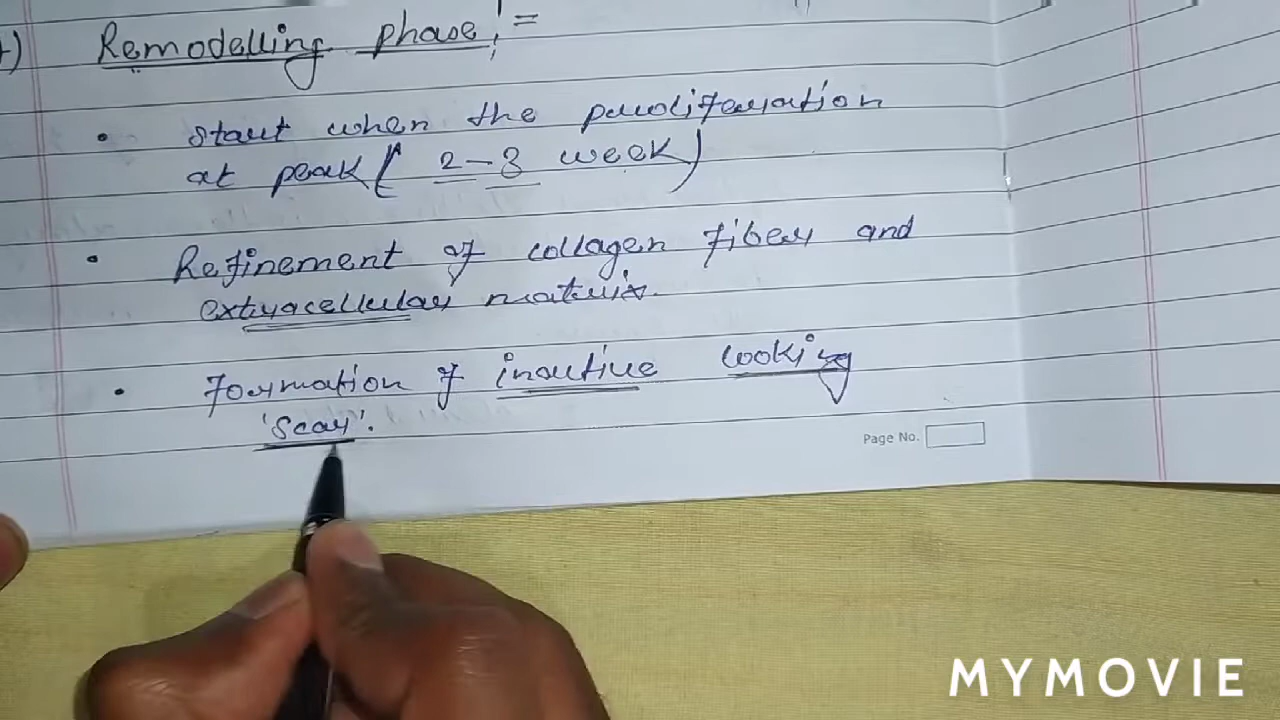 ) Remodelling phase :=
• start when the proliferation
at peak ( 2-3 week )
• Refinement of collagen fiber and
extracellular matrix.
• formation of inactive looking
'Scar'.
Page No.
MYMOVIE